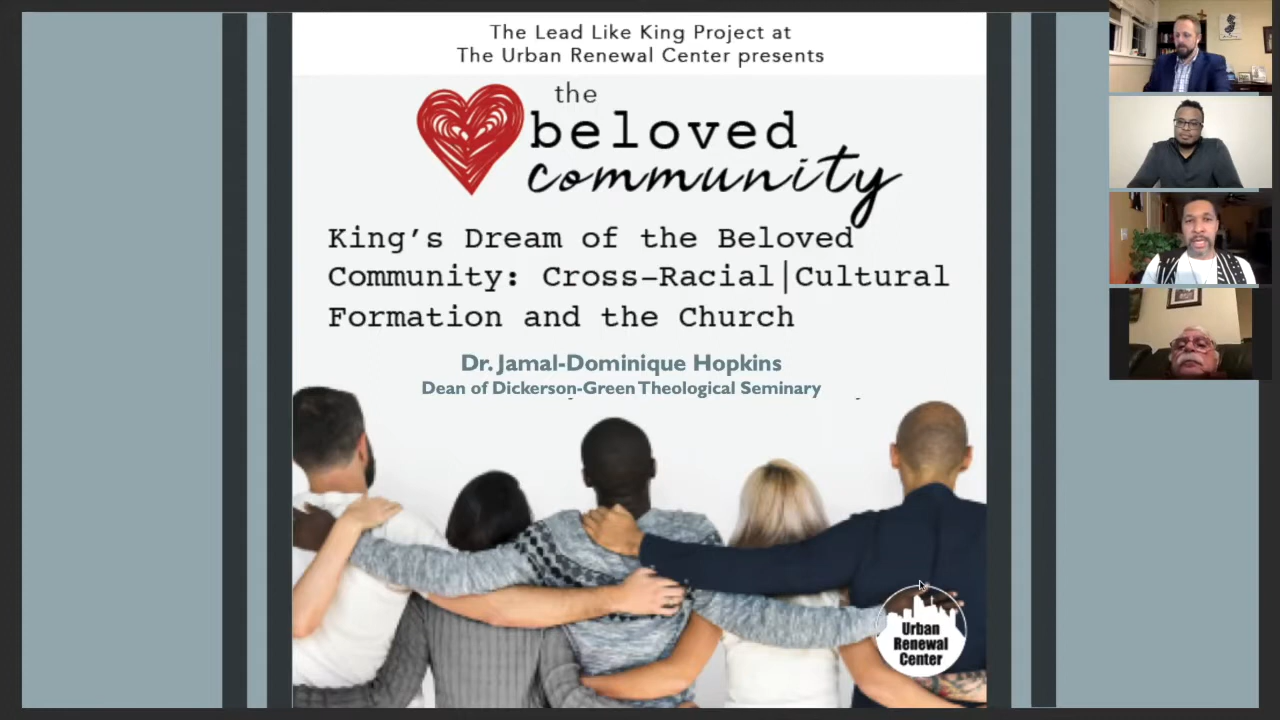 The Lead Like King Project at
The Urban Renewal Center presents
the
beloved
community
King's Dream of the Beloved
Community: Cross-Racial|Cultural
Formation and the Church
Dr. Jamal-Dominique Hopkins
Dean of Dickerson-Green Theological Seminary
Urban
Renewal
Center